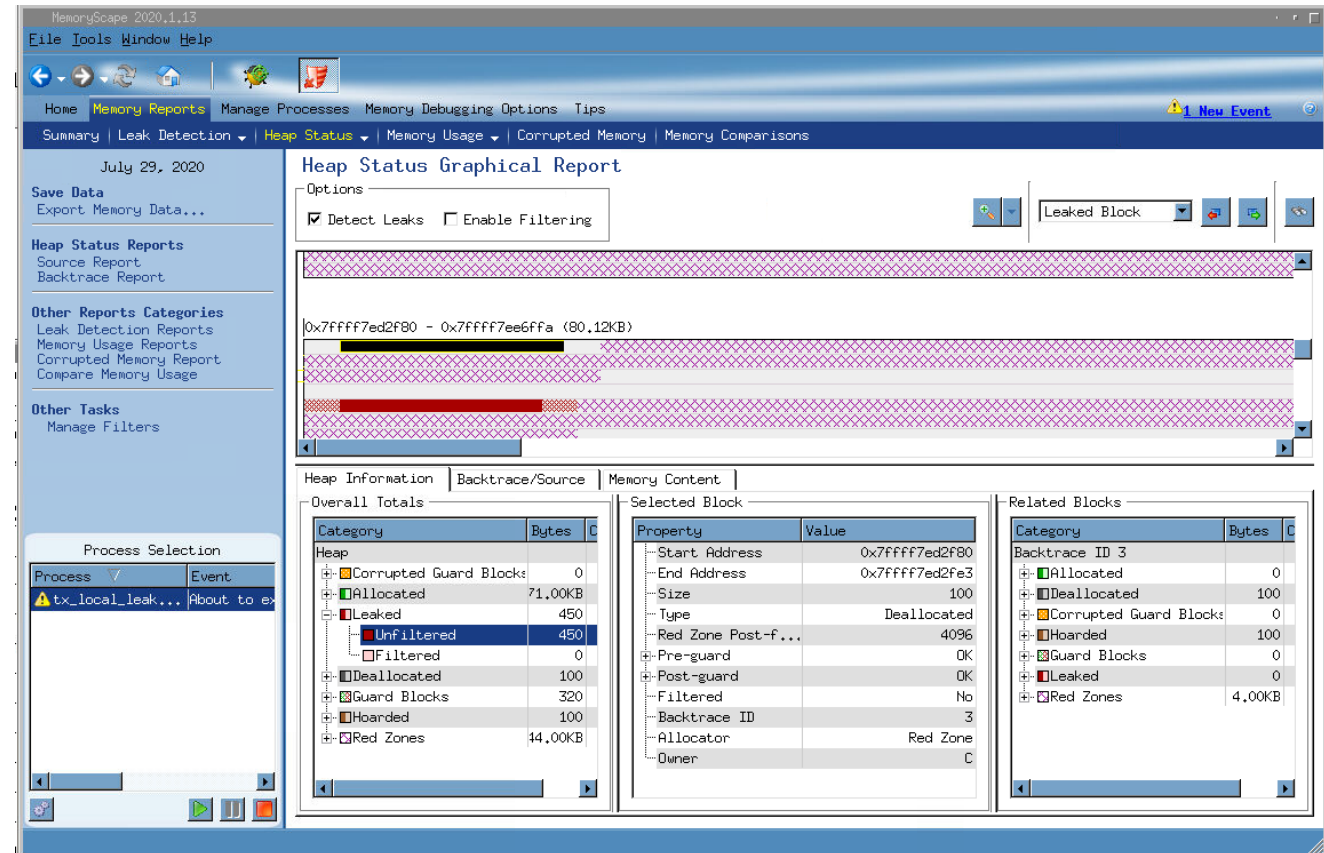 MemoryScape 2020.1.13
File Tools Window Help
Home Memory Reports Manage Processes Memory Debugging Options Tips
1 New Event
Summary | Leak Detection | Heap Status | Memory Usage | Corrupted Memory | Memory Comparisons
July 29, 2020
Save Data
Export Memory Data...
Heap Status Reports
Source Report
Backtrace Report
Other Reports Categories
Leak Detection Reports
Memory Usage Reports
Corrupted Memory Report
Compare Memory Usage
Other Tasks
Manage Filters
Process Selection
Process Event
tx_local_leak... About to ex
Heap Status Graphical Report
Options
Detect Leaks Enable Filtering
Leaked Block
0x7ffff7ed2f80 - 0x7ffff7ee6ffa (80.12KB)
Heap Information Backtrace/Source Memory Content
Overall Totals
Category Bytes C
Heap
Corrupted Guard Blocks 0
Allocated 71.00KB
Leaked 450
Unfiltered 450
Filtered 0
Deallocated 100
Guard Blocks 320
Hoarded 100
Red Zones 44.00KB
Selected Block
Property Value
Start Address 0x7ffff7ed2f80
End Address 0x7ffff7ed2fe3
Size 100
Type Deallocated
Red Zone Post-f... 4096
Pre-guard OK
Post-guard OK
Filtered No
Backtrace ID 3
Allocator Red Zone
Owner C
Related Blocks
Category Bytes C
Backtrace ID 3
Allocated 0
Deallocated 100
Corrupted Guard Blocks 0
Hoarded 100
Guard Blocks 0
Leaked 0
Red Zones 4.00KB